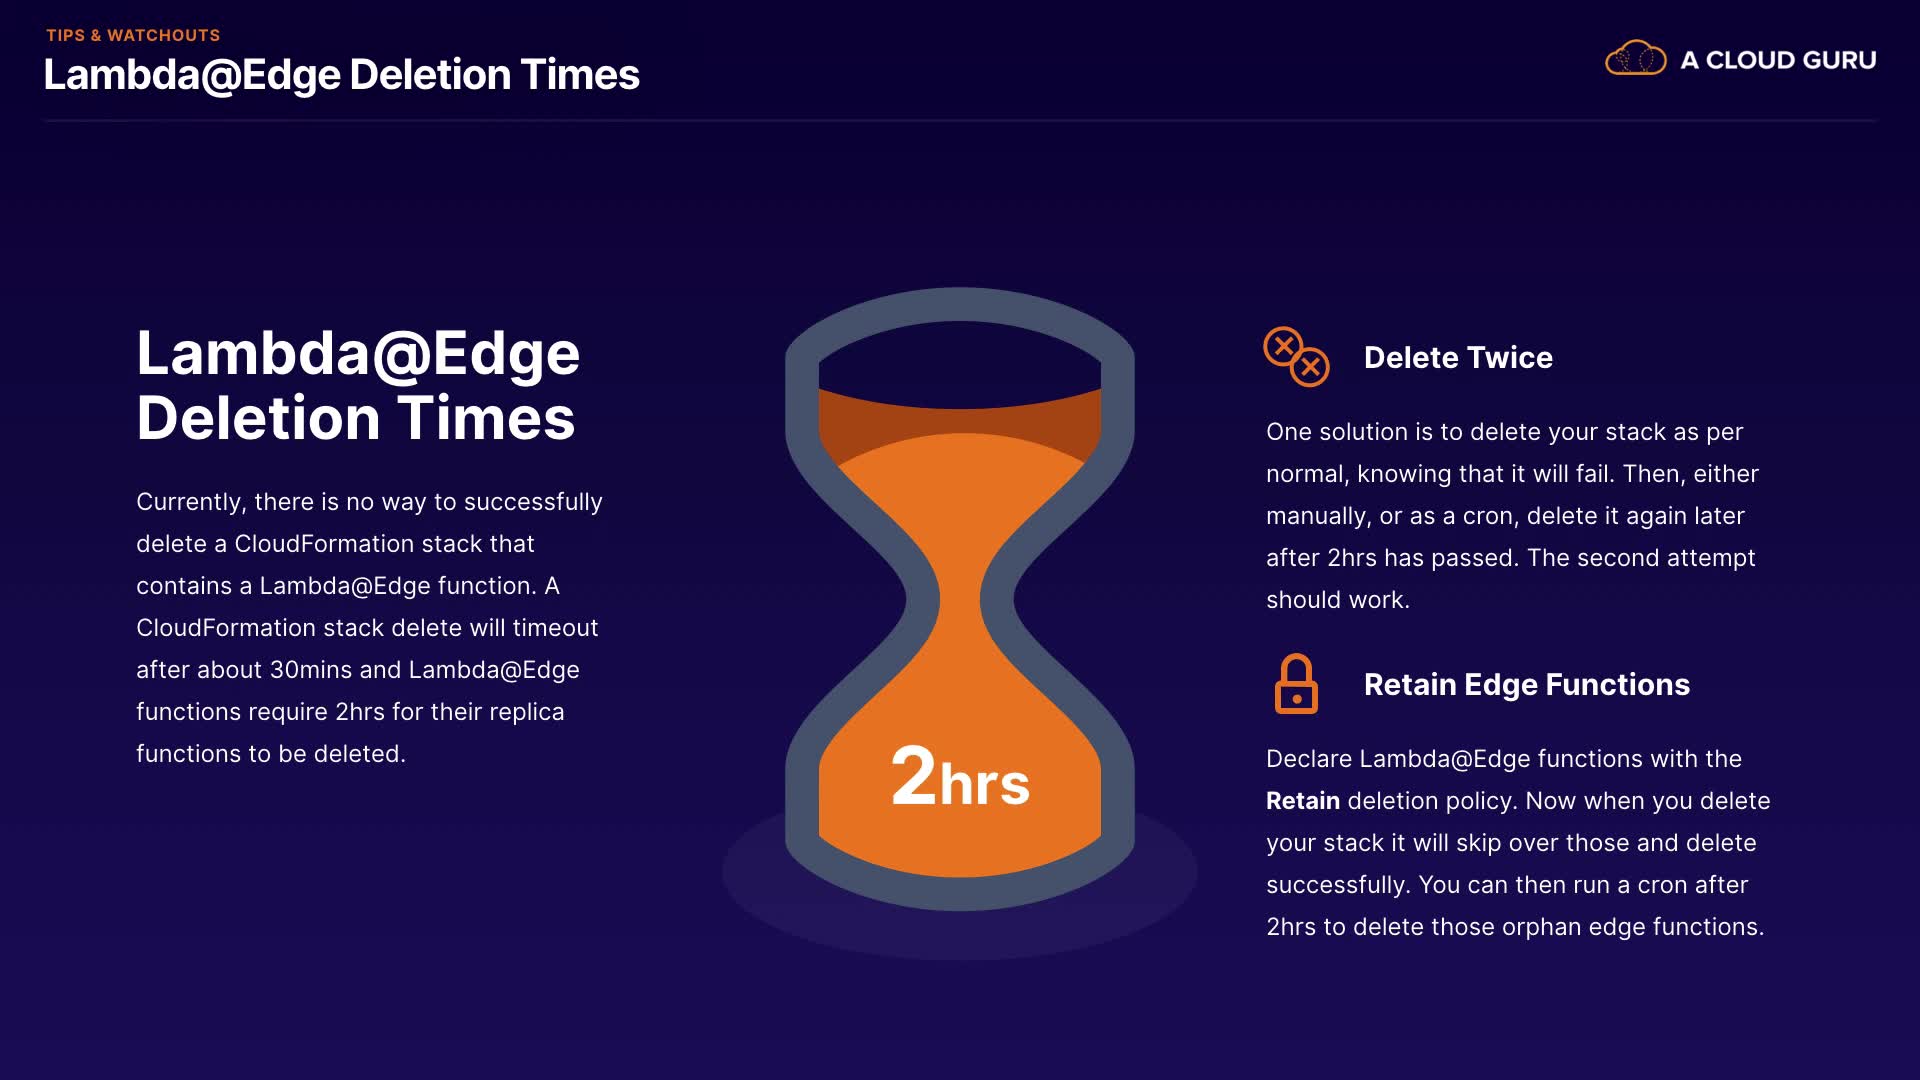 TIPS & WATCHOUTS
Lambda@Edge Deletion Times
A CLOUD GURU
Lambda@Edge
Deletion Times
Currently, there is no way to successfully
delete a CloudFormation stack that
contains a Lambda@Edge function. A
CloudFormation stack delete will timeout
after about 30mins and Lambda@Edge
functions require 2hrs for their replica
functions to be deleted.
2hrs
Delete Twice
One solution is to delete your stack as per
normal, knowing that it will fail. Then, either
manually, or as a cron, delete it again later
after 2hrs has passed. The second attempt
should work.
Retain Edge Functions
Declare Lambda@Edge functions with the
Retain deletion policy. Now when you delete
your stack it will skip over those and delete
successfully. You can then run a cron after
2hrs to delete those orphan edge functions.